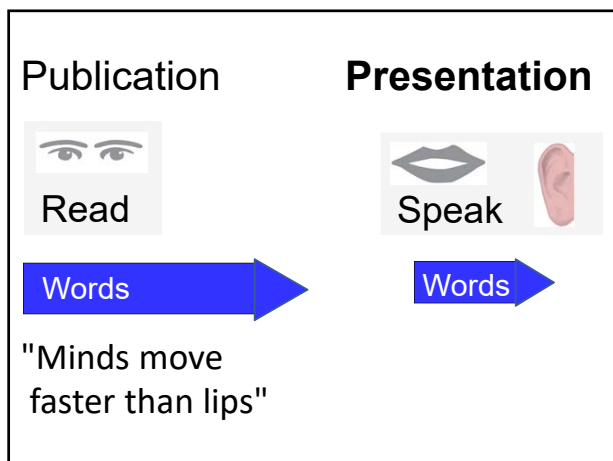 Publication
Presentation
Read
Speak
Words
Words
"Minds move
faster than lips"